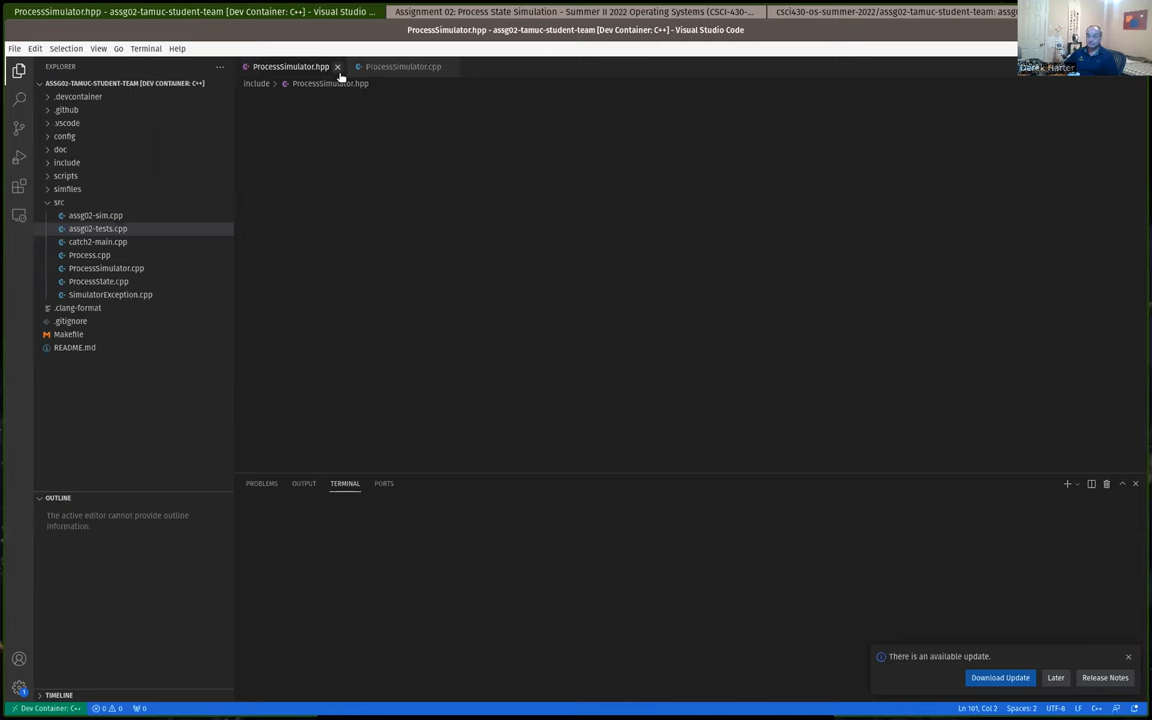 ProcessSimulator.hpp - assg02-tamuc-student-team [Dev Container: C++] - Visual Studio ...
Assignment 02: Process State Simulation - Summer II 2022 Operating Systems (CSCI-430-...
csci430-os-summer-2022/assg02-tamuc-student-team: assg
ProcessSimulator.hpp - assg02-tamuc-student-team [Dev Container: C++] - Visual Studio Code
File Edit Selection View Go Terminal Help
Derek Harter
EXPLORER
ProcessSimulator.hpp
ProcessSimulator.cpp
ASSG02-TAMUC-STUDENT-TEAM [DEV CONTAINER: C++]
include > ProcessSimulator.hpp
.devcontainer
.github
.vscode
config
doc
include
scripts
simfiles
src
assg02-sim.cpp
assg02-tests.cpp
catch2-main.cpp
Process.cpp
ProcessSimulator.cpp
ProcessState.cpp
SimulatorException.cpp
.clang-format
.gitignore
Makefile
README.md
PROBLEMS OUTPUT TERMINAL PORTS
OUTLINE
The active editor cannot provide outline
information.
There is an available update.
Download Update Later Release Notes
TIMELINE
1
Dev Container: C++ 0 0 0
Ln 101, Col 2 Spaces: 2 UTF-8 LF C++